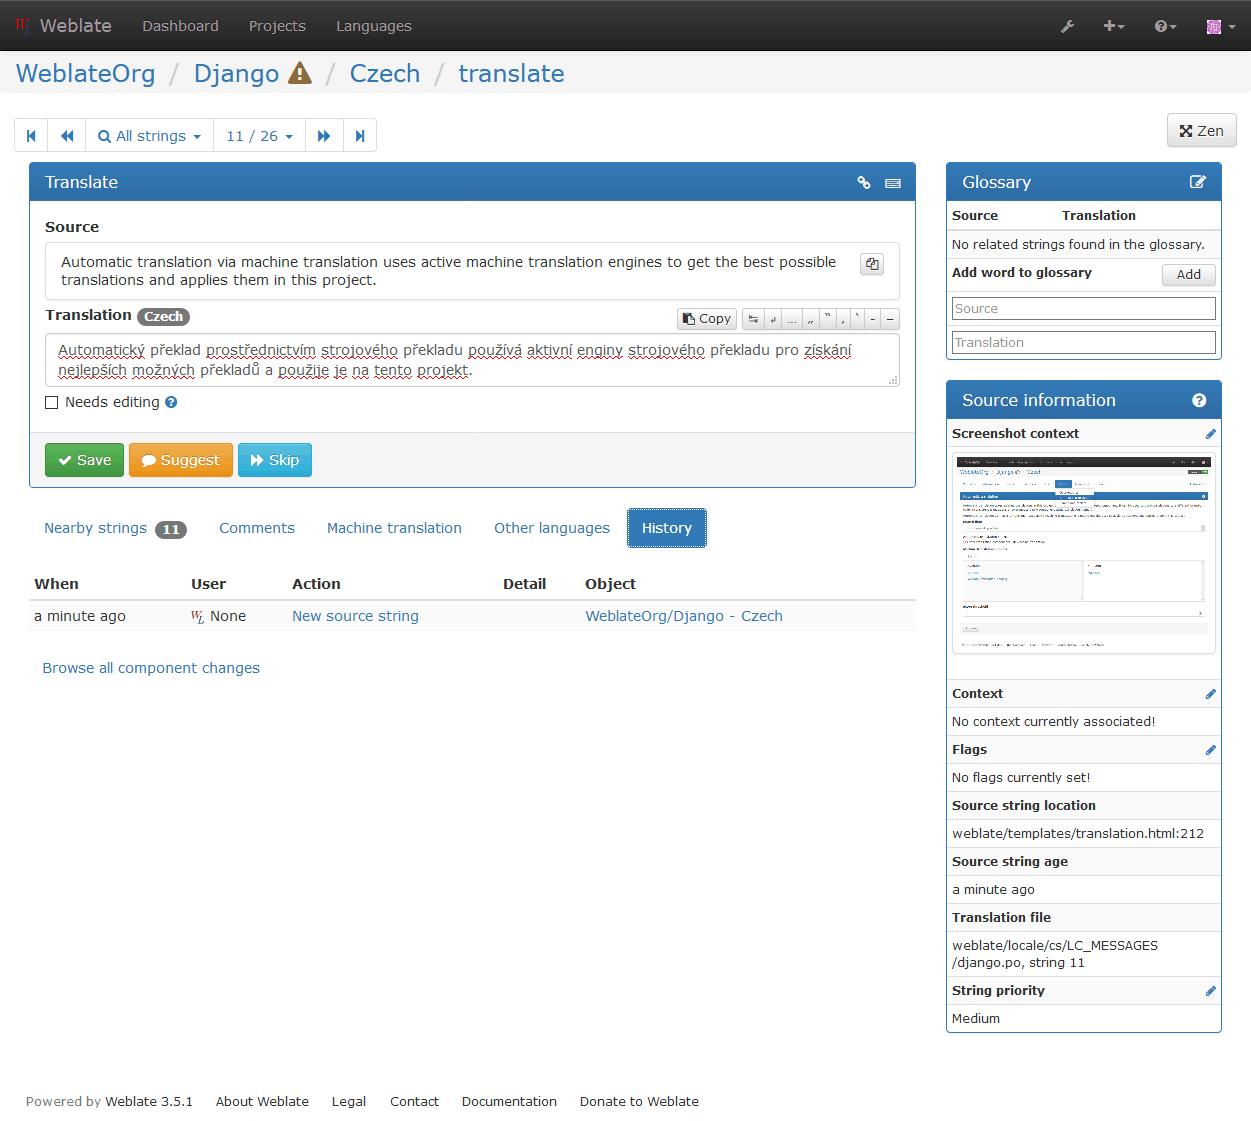 Weblate Dashboard Projects Languages
WeblateOrg / Django / Czech / translate
All strings 11 / 26 Zen
Translate
Source
Automatic translation via machine translation uses active machine translation engines to get the best possible
translations and applies them in this project.
Translation Czech Copy … „ “ ‚ ‘ - –
Automatický překlad prostřednictvím strojového překladu používá aktivní enginy strojového překladu pro získání
nejlepších možných překladů a použije je na tento projekt.
Needs editing
Save Suggest Skip
Nearby strings 11 Comments Machine translation Other languages History
When User Action Detail Object
a minute ago None New source string WeblateOrg/Django - Czech
Browse all component changes
Glossary
Source Translation
No related strings found in the glossary.
Add word to glossary Add
Source
Translation
Source information
Screenshot context
WeblateOrg / Django / Czech
Context
No context currently associated!
Flags
No flags currently set!
Source string location
weblate/templates/translation.html:212
Source string age
a minute ago
Translation file
weblate/locale/cs/LC_MESSAGES
/django.po, string 11
String priority
Medium
Powered by Weblate 3.5.1 About Weblate Legal Contact Documentation Donate to Weblate